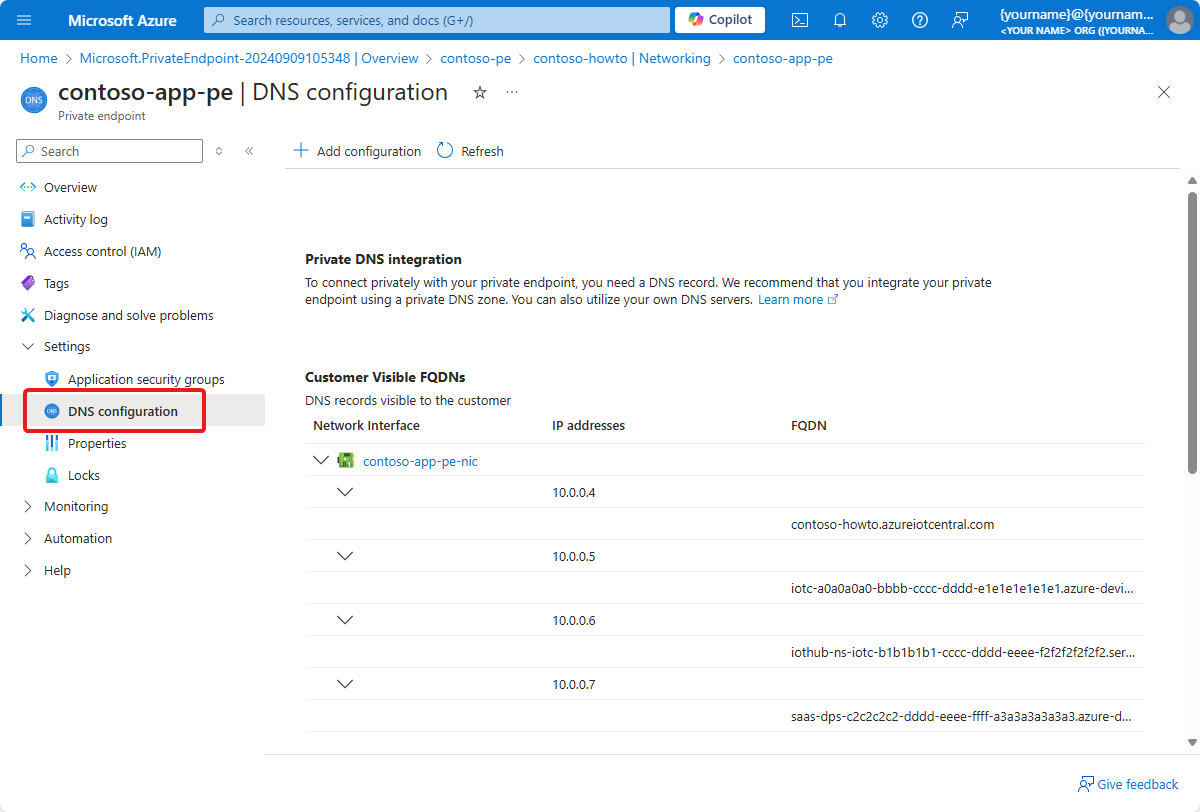 Microsoft Azure
Search resources, services, and docs (G+/)
Copilot
{yourname}@{yournam...
<YOUR NAME> ORG ({YOURNA...
Home > Microsoft.PrivateEndpoint-20240909105348 | Overview > contoso-pe > contoso-howto | Networking > contoso-app-pe
DNS
contoso-app-pe | DNS configuration
Private endpoint
Search
Add configuration
Refresh
Overview
Activity log
Access control (IAM)
Tags
Diagnose and solve problems
Settings
Application security groups
DNS configuration
Properties
Locks
Monitoring
Automation
Help
Private DNS integration
To connect privately with your private endpoint, you need a DNS record. We recommend that you integrate your private
endpoint using a private DNS zone. You can also utilize your own DNS servers. Learn more
Customer Visible FQDNs
DNS records visible to the customer
Network Interface IP addresses FQDN
contoso-app-pe-nic
10.0.0.4
contoso-howto.azureiotcentral.com
10.0.0.5
iotc-a0a0a0a0-bbbb-cccc-dddd-e1e1e1e1e1e1.azure-devi...
10.0.0.6
iothub-ns-iotc-b1b1b1b1-cccc-dddd-eeee-f2f2f2f2f2f2.ser...
10.0.0.7
saas-dps-c2c2c2c2-dddd-eeee-ffff-a3a3a3a3a3a3.azure-d...
Give feedback